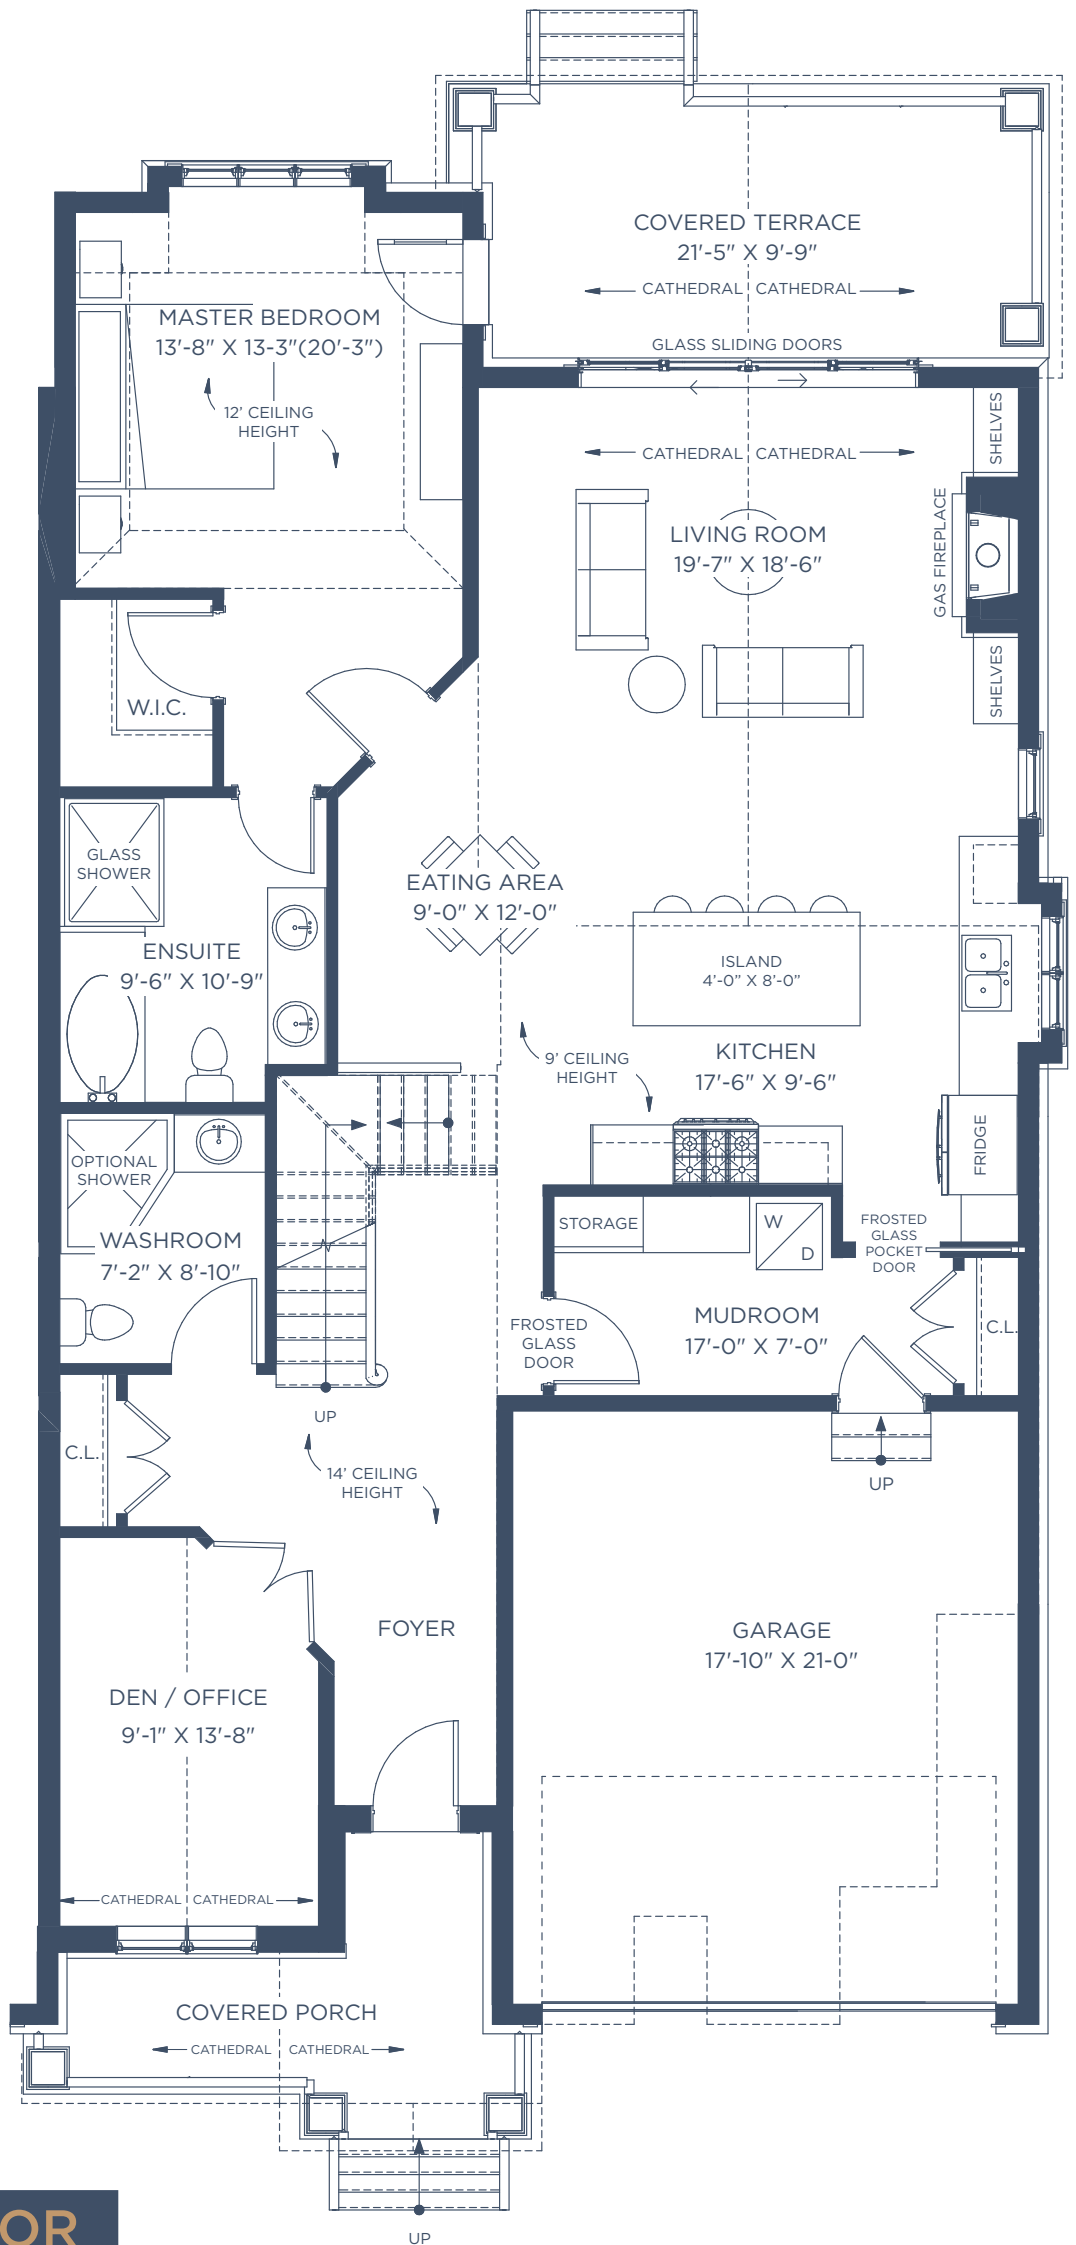 COVERED TERRACE
21'-5" X 9'-9"
CATHEDRAL CATHEDRAL
GLASS SLIDING DOORS
MASTER BEDROOM
13'-8" X 13-3"(20'-3")
12' CEILING
HEIGHT
CATHEDRAL CATHEDRAL
SHELVES
LIVING ROOM
19'-7" X 18'-6"
GAS FIREPLACE
SHELVES
W.I.C.
GLASS
SHOWER
EATING AREA
9'-0" X 12'-0"
ENSUITE
9'-6" X 10'-9"
ISLAND
4'-0" X 8'-0"
KITCHEN
17'-6" X 9'-6"
9' CEILING
HEIGHT
FRIDGE
OPTIONAL
SHOWER
WASHROOM
7'-2" X 8'-10"
STORAGE
W
D
FROSTED
GLASS
POCKET
DOOR
MUDROOM
17'-0" X 7'-0"
FROSTED
GLASS
DOOR
C.L.
UP
C.L.
14' CEILING
HEIGHT
UP
FOYER
GARAGE
17'-10" X 21-0"
DEN / OFFICE
9'-1" X 13'-8"
CATHEDRAL CATHEDRAL
COVERED PORCH
CATHEDRAL CATHEDRAL
UP
OR